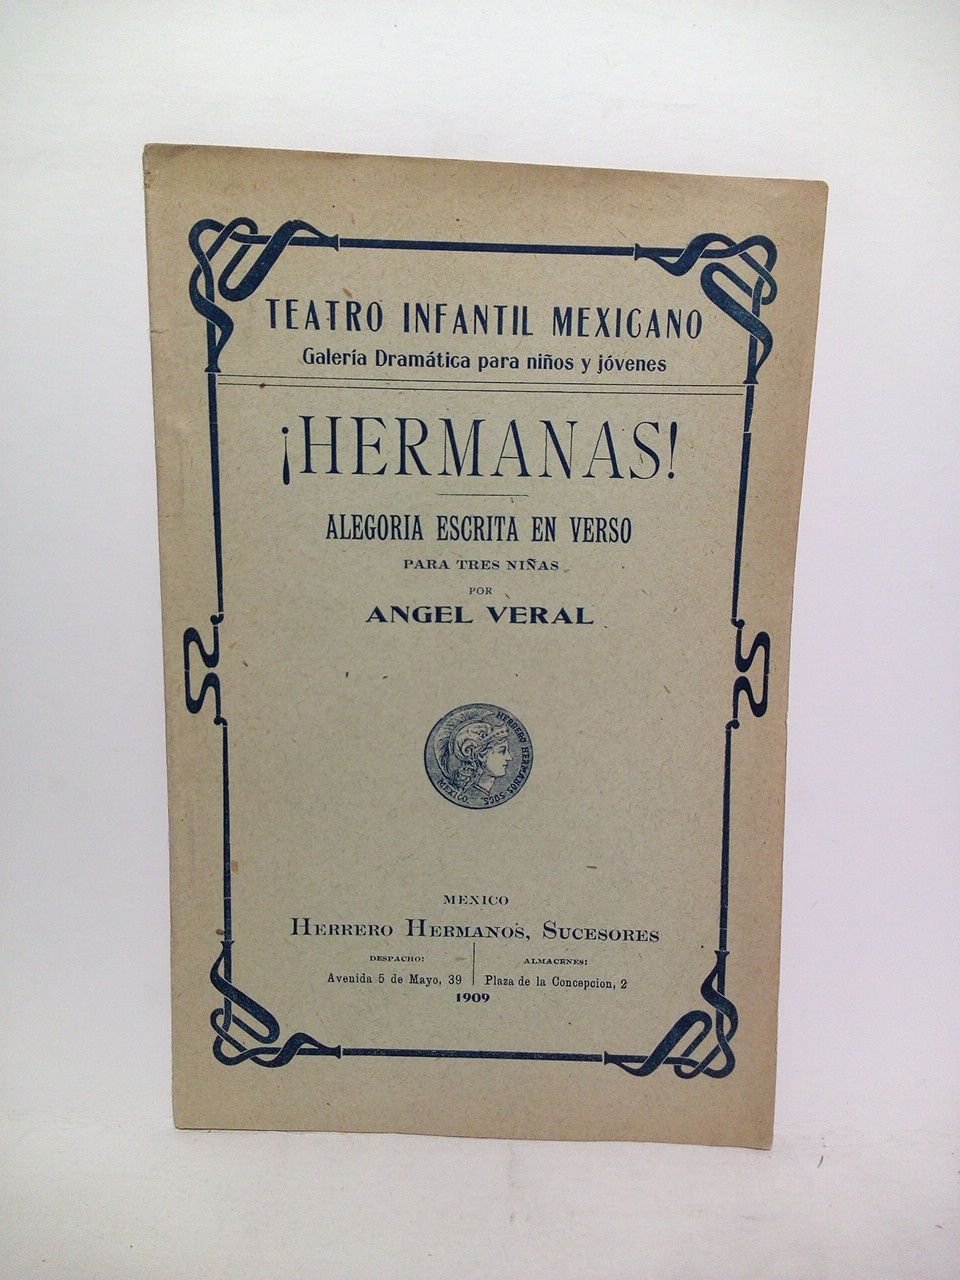 TEATRO INFANTIL MEXICANO
Galería Dramática para niños y jóvenes
¡HERMANAS!
ALEGORIA ESCRITA EN VERSO
PARA TRES NIÑAS
POR
ANGEL VERAL
HERRERO HERMANOS. SUCS.
MEXICO
MEXICO
HERRERO HERMANOS, SUCESORES
DESPACHO:
Avenida 5 de Mayo, 39
ALMACENES:
Plaza de la Concepcion, 2
1909